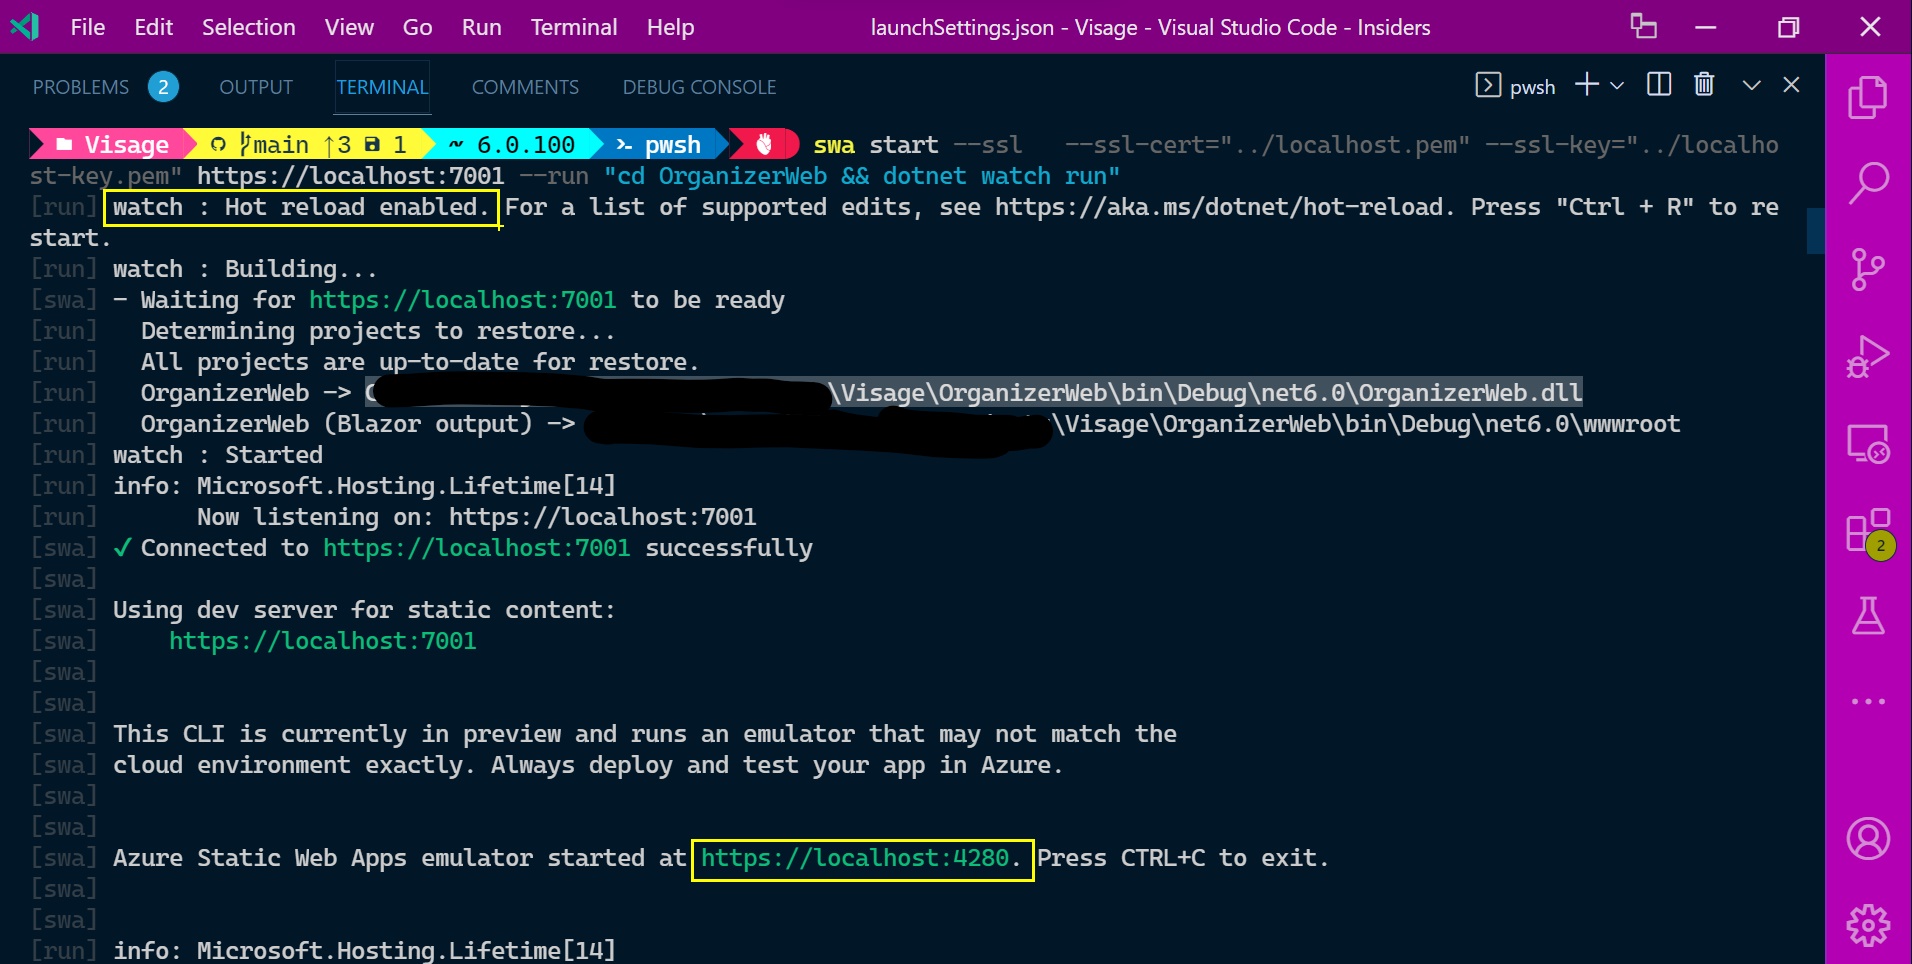 File Edit Selection View Go Run Terminal Help launchSettings.json - Visage - Visual Studio Code - Insiders
PROBLEMS 2 OUTPUT TERMINAL COMMENTS DEBUG CONSOLE pwsh
Visage main ↑3 1 ~ 6.0.100 pwsh swa start --ssl --ssl-cert="../localhost.pem" --ssl-key="../localho
st-key.pem" https://localhost:7001 --run "cd OrganizerWeb && dotnet watch run"
[run] watch : Hot reload enabled. For a list of supported edits, see https://aka.ms/dotnet/hot-reload. Press "Ctrl + R" to re
start.
[run] watch : Building...
[swa] - Waiting for https://localhost:7001 to be ready
[run] Determining projects to restore...
[run] All projects are up-to-date for restore.
[run] OrganizerWeb -> \Visage\OrganizerWeb\bin\Debug\net6.0\OrganizerWeb.dll
[run] OrganizerWeb (Blazor output) -> \Visage\OrganizerWeb\bin\Debug\net6.0\wwwroot
[run] watch : Started
[run] info: Microsoft.Hosting.Lifetime[14]
[run] Now listening on: https://localhost:7001
[swa] ✓ Connected to https://localhost:7001 successfully
[swa]
[swa] Using dev server for static content:
[swa] https://localhost:7001
[swa]
[swa]
[swa] This CLI is currently in preview and runs an emulator that may not match the
[swa] cloud environment exactly. Always deploy and test your app in Azure.
[swa]
[swa]
[swa] Azure Static Web Apps emulator started at https://localhost:4280. Press CTRL+C to exit.
[swa]
[swa]
[run] info: Microsoft.Hosting.Lifetime[14]
2